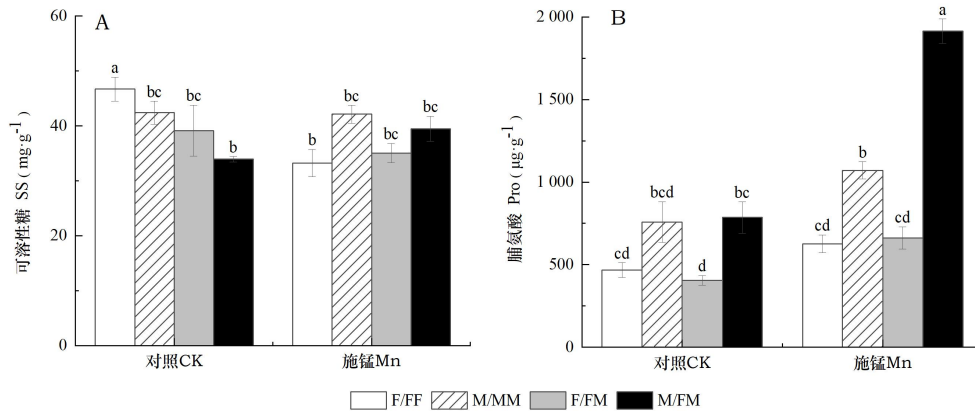 A
可溶性糖 SS(mg·g⁻¹)
60
40
20
0
a
bc
bc
b
b
bc
bc
bc
对照CK
施锰Mn
B
脯氨酸 Pro(μg·g⁻¹)
2 000
1 500
1 000
500
0
cd
bcd
d
bc
cd
b
cd
a
对照CK
施锰Mn
F/FF M/MM F/FM M/FM